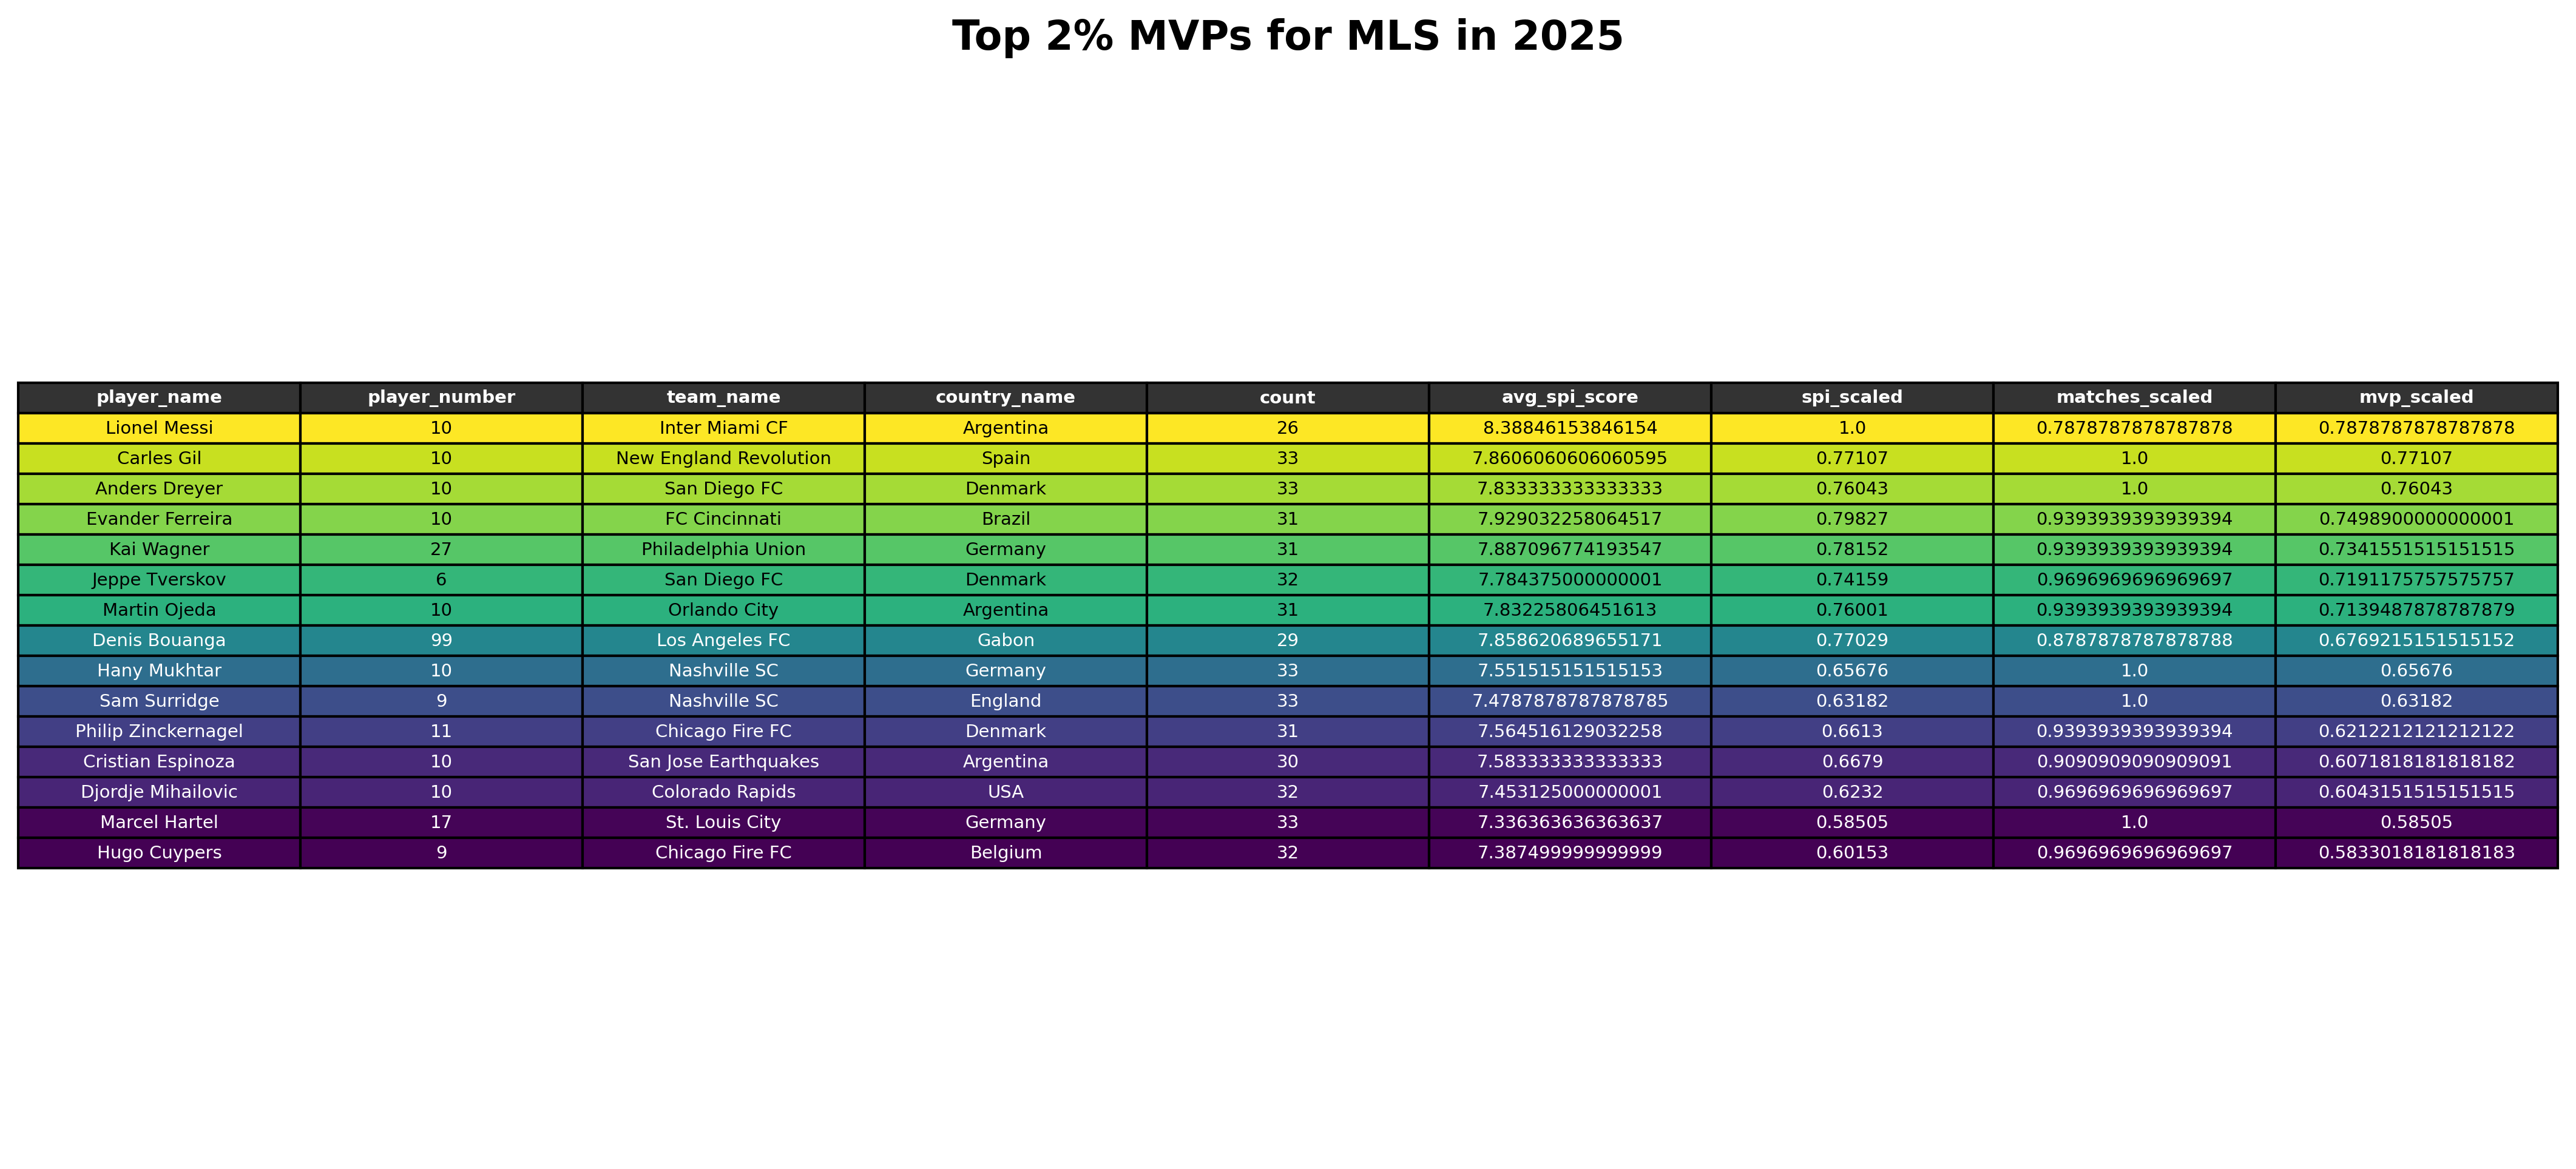 Top 2% MVPs for MLS in 2025
player_name player_number team_name country_name count avg_spi_score spi_scaled matches_scaled mvp_scaled
Lionel Messi 10 Inter Miami CF Argentina 26 8.38846153846154 1.0 0.7878787878787878 0.7878787878787878
Carles Gil 10 New England Revolution Spain 33 7.8606060606060595 0.77107 1.0 0.77107
Anders Dreyer 10 San Diego FC Denmark 33 7.833333333333333 0.76043 1.0 0.76043
Evander Ferreira 10 FC Cincinnati Brazil 31 7.929032258064517 0.79827 0.9393939393939394 0.7498900000000001
Kai Wagner 27 Philadelphia Union Germany 31 7.887096774193547 0.78152 0.9393939393939394 0.7341551515151515
Jeppe Tverskov 6 San Diego FC Denmark 32 7.784375000000001 0.74159 0.9696969696969697 0.7191175757575757
Martin Ojeda 10 Orlando City Argentina 31 7.83225806451613 0.76001 0.9393939393939394 0.7139487878787879
Denis Bouanga 99 Los Angeles FC Gabon 29 7.858620689655171 0.77029 0.8787878787878788 0.6769215151515152
Hany Mukhtar 10 Nashville SC Germany 33 7.551515151515153 0.65676 1.0 0.65676
Sam Surridge 9 Nashville SC England 33 7.4787878787878785 0.63182 1.0 0.63182
Philip Zinckernagel 11 Chicago Fire FC Denmark 31 7.564516129032258 0.6613 0.9393939393939394 0.6212212121212122
Cristian Espinoza 10 San Jose Earthquakes Argentina 30 7.583333333333333 0.6679 0.9090909090909091 0.6071818181818182
Djordje Mihailovic 10 Colorado Rapids USA 32 7.453125000000001 0.6232 0.9696969696969697 0.6043151515151515
Marcel Hartel 17 St. Louis City Germany 33 7.336363636363637 0.58505 1.0 0.58505
Hugo Cuypers 9 Chicago Fire FC Belgium 32 7.387499999999999 0.60153 0.9696969696969697 0.5833018181818183